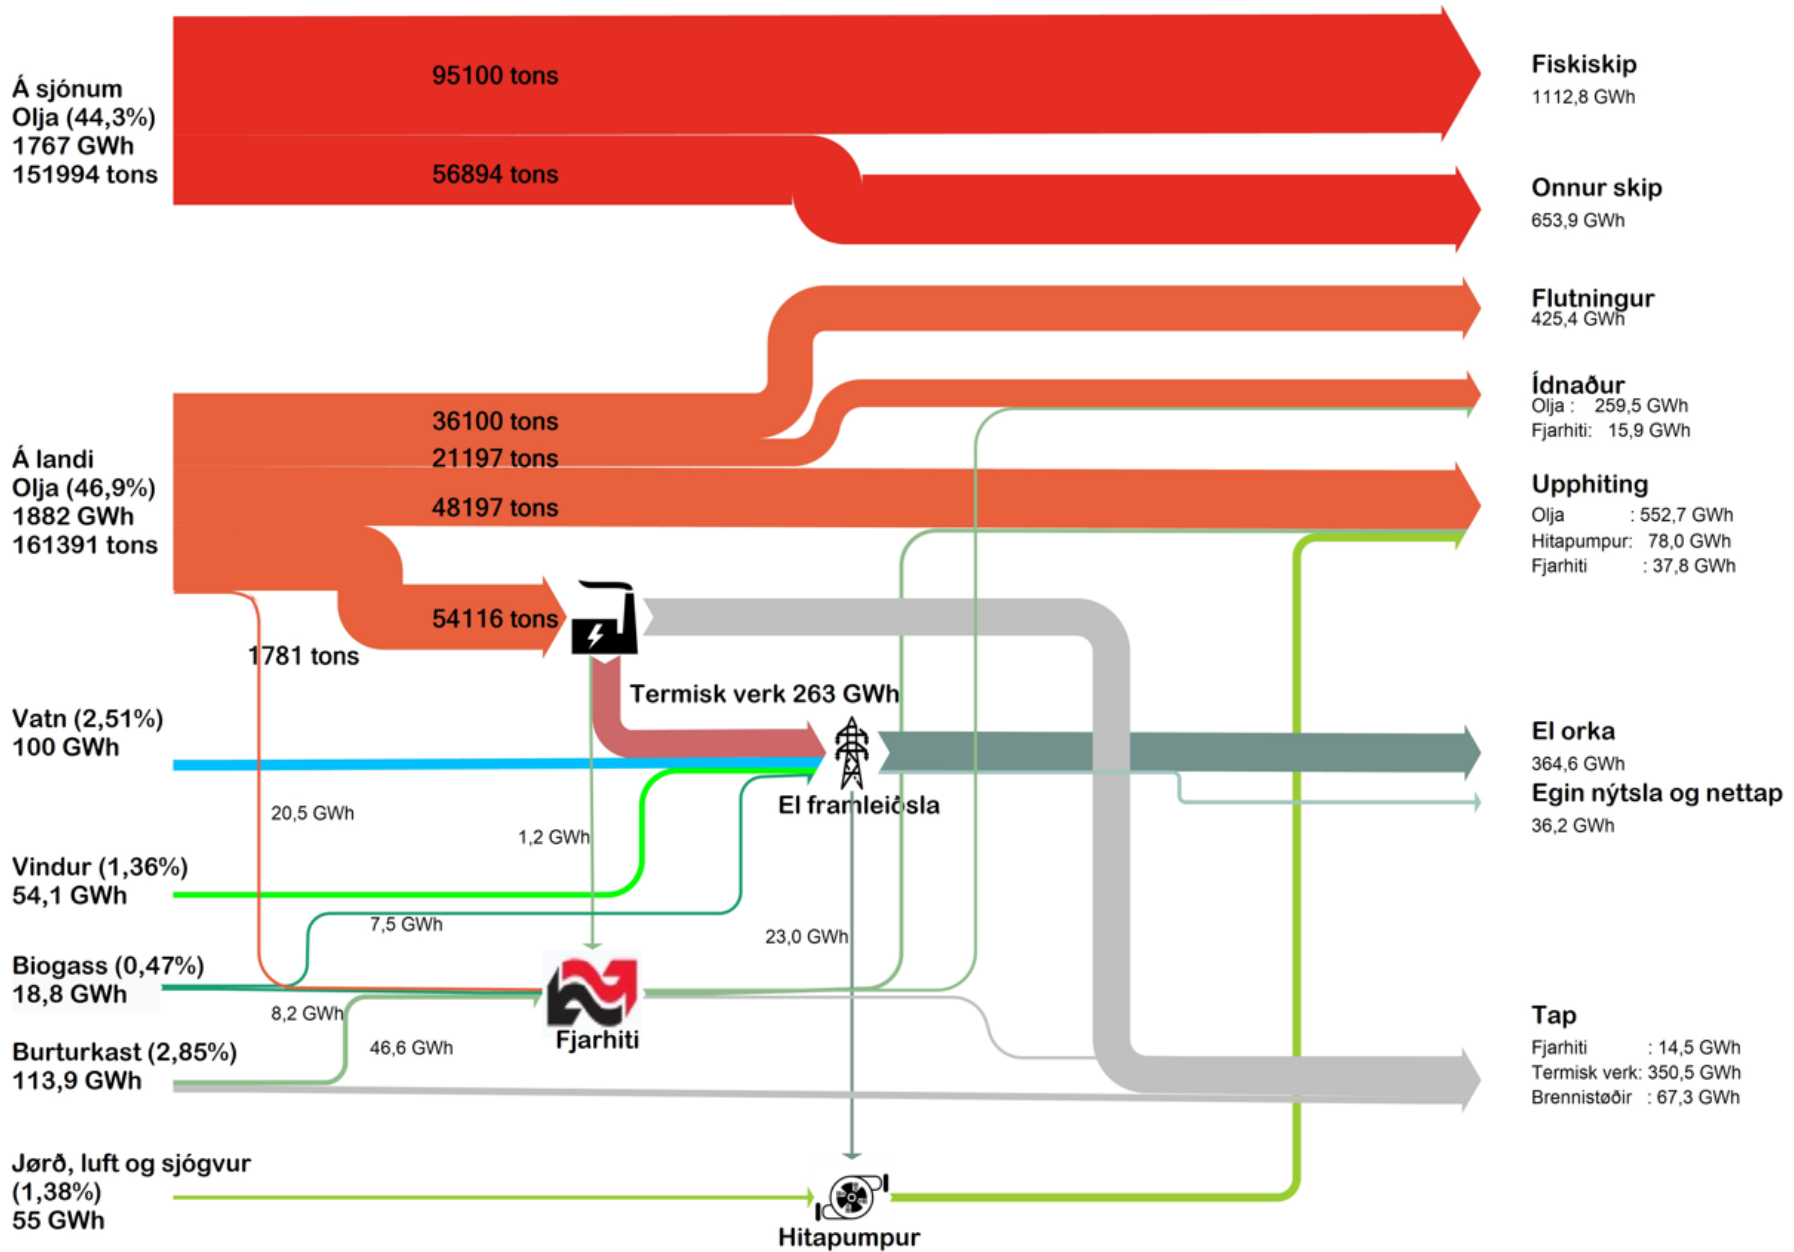 Á sjónum
Olja (44,3%)
1767 GWh
151994 tons
95100 tons
56894 tons
Fiskiskip
1112,8 GWh
Onnur skip
653,9 GWh
Flutningur
425,4 GWh
Ídnaður
Olja : 259,5 GWh
Fjarhiti: 15,9 GWh
Á landi
Olja (46,9%)
1882 GWh
161391 tons
36100 tons
21197 tons
48197 tons
54116 tons
1781 tons
Upphiting
Olja : 552,7 GWh
Hitapumpur: 78,0 GWh
Fjarhiti : 37,8 GWh
Termisk verk 263 GWh
Vatn (2,51%)
100 GWh
El framleiðsla
El orka
364,6 GWh
Egin nýtsla og nettap
36,2 GWh
20,5 GWh
1,2 GWh
Vindur (1,36%)
54,1 GWh
7,5 GWh
23,0 GWh
Biogass (0,47%)
18,8 GWh
8,2 GWh
Fjarhiti
46,6 GWh
Burturkast (2,85%)
113,9 GWh
Tap
Fjarhiti : 14,5 GWh
Termisk verk: 350,5 GWh
Brennistøðir : 67,3 GWh
Jørð, luft og sjógvur
(1,38%)
55 GWh
Hitapumpur